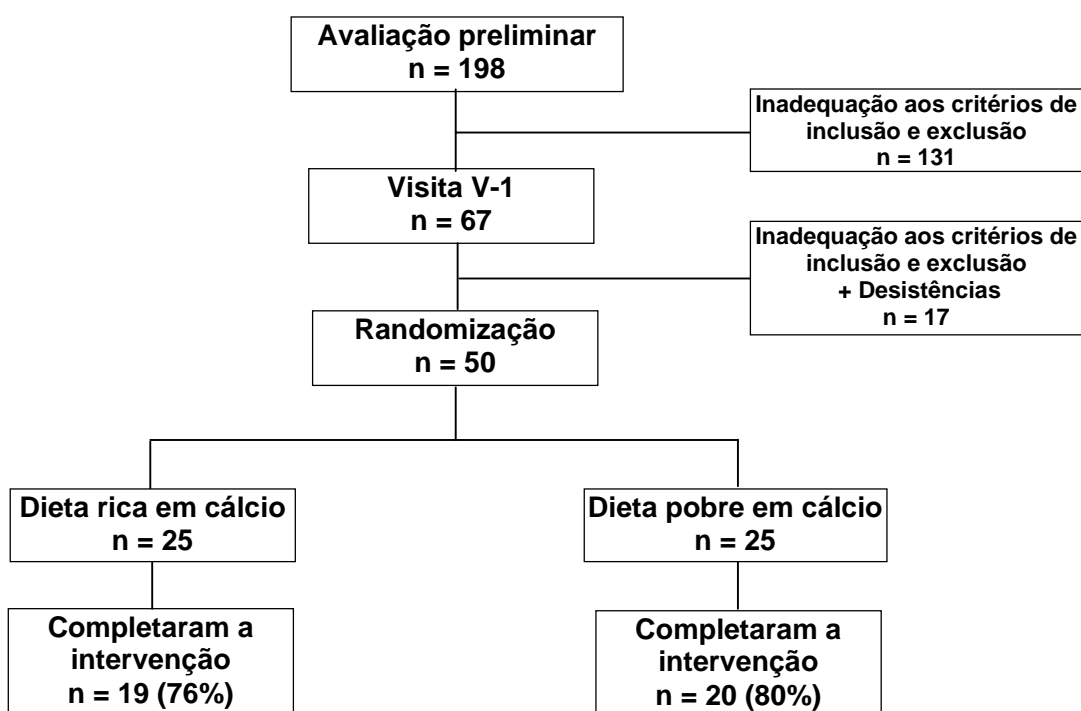 Avaliação preliminar
n = 198
Inadequação aos critérios de
inclusão e exclusão
n = 131
Visita V-1
n = 67
Inadequação aos critérios de
inclusão e exclusão
+ Desistências
n = 17
Randomização
n = 50
Dieta rica em cálcio
n = 25
Dieta pobre em cálcio
n = 25
Completaram a
intervenção
n = 19 (76%)
Completaram a
intervenção
n = 20 (80%)